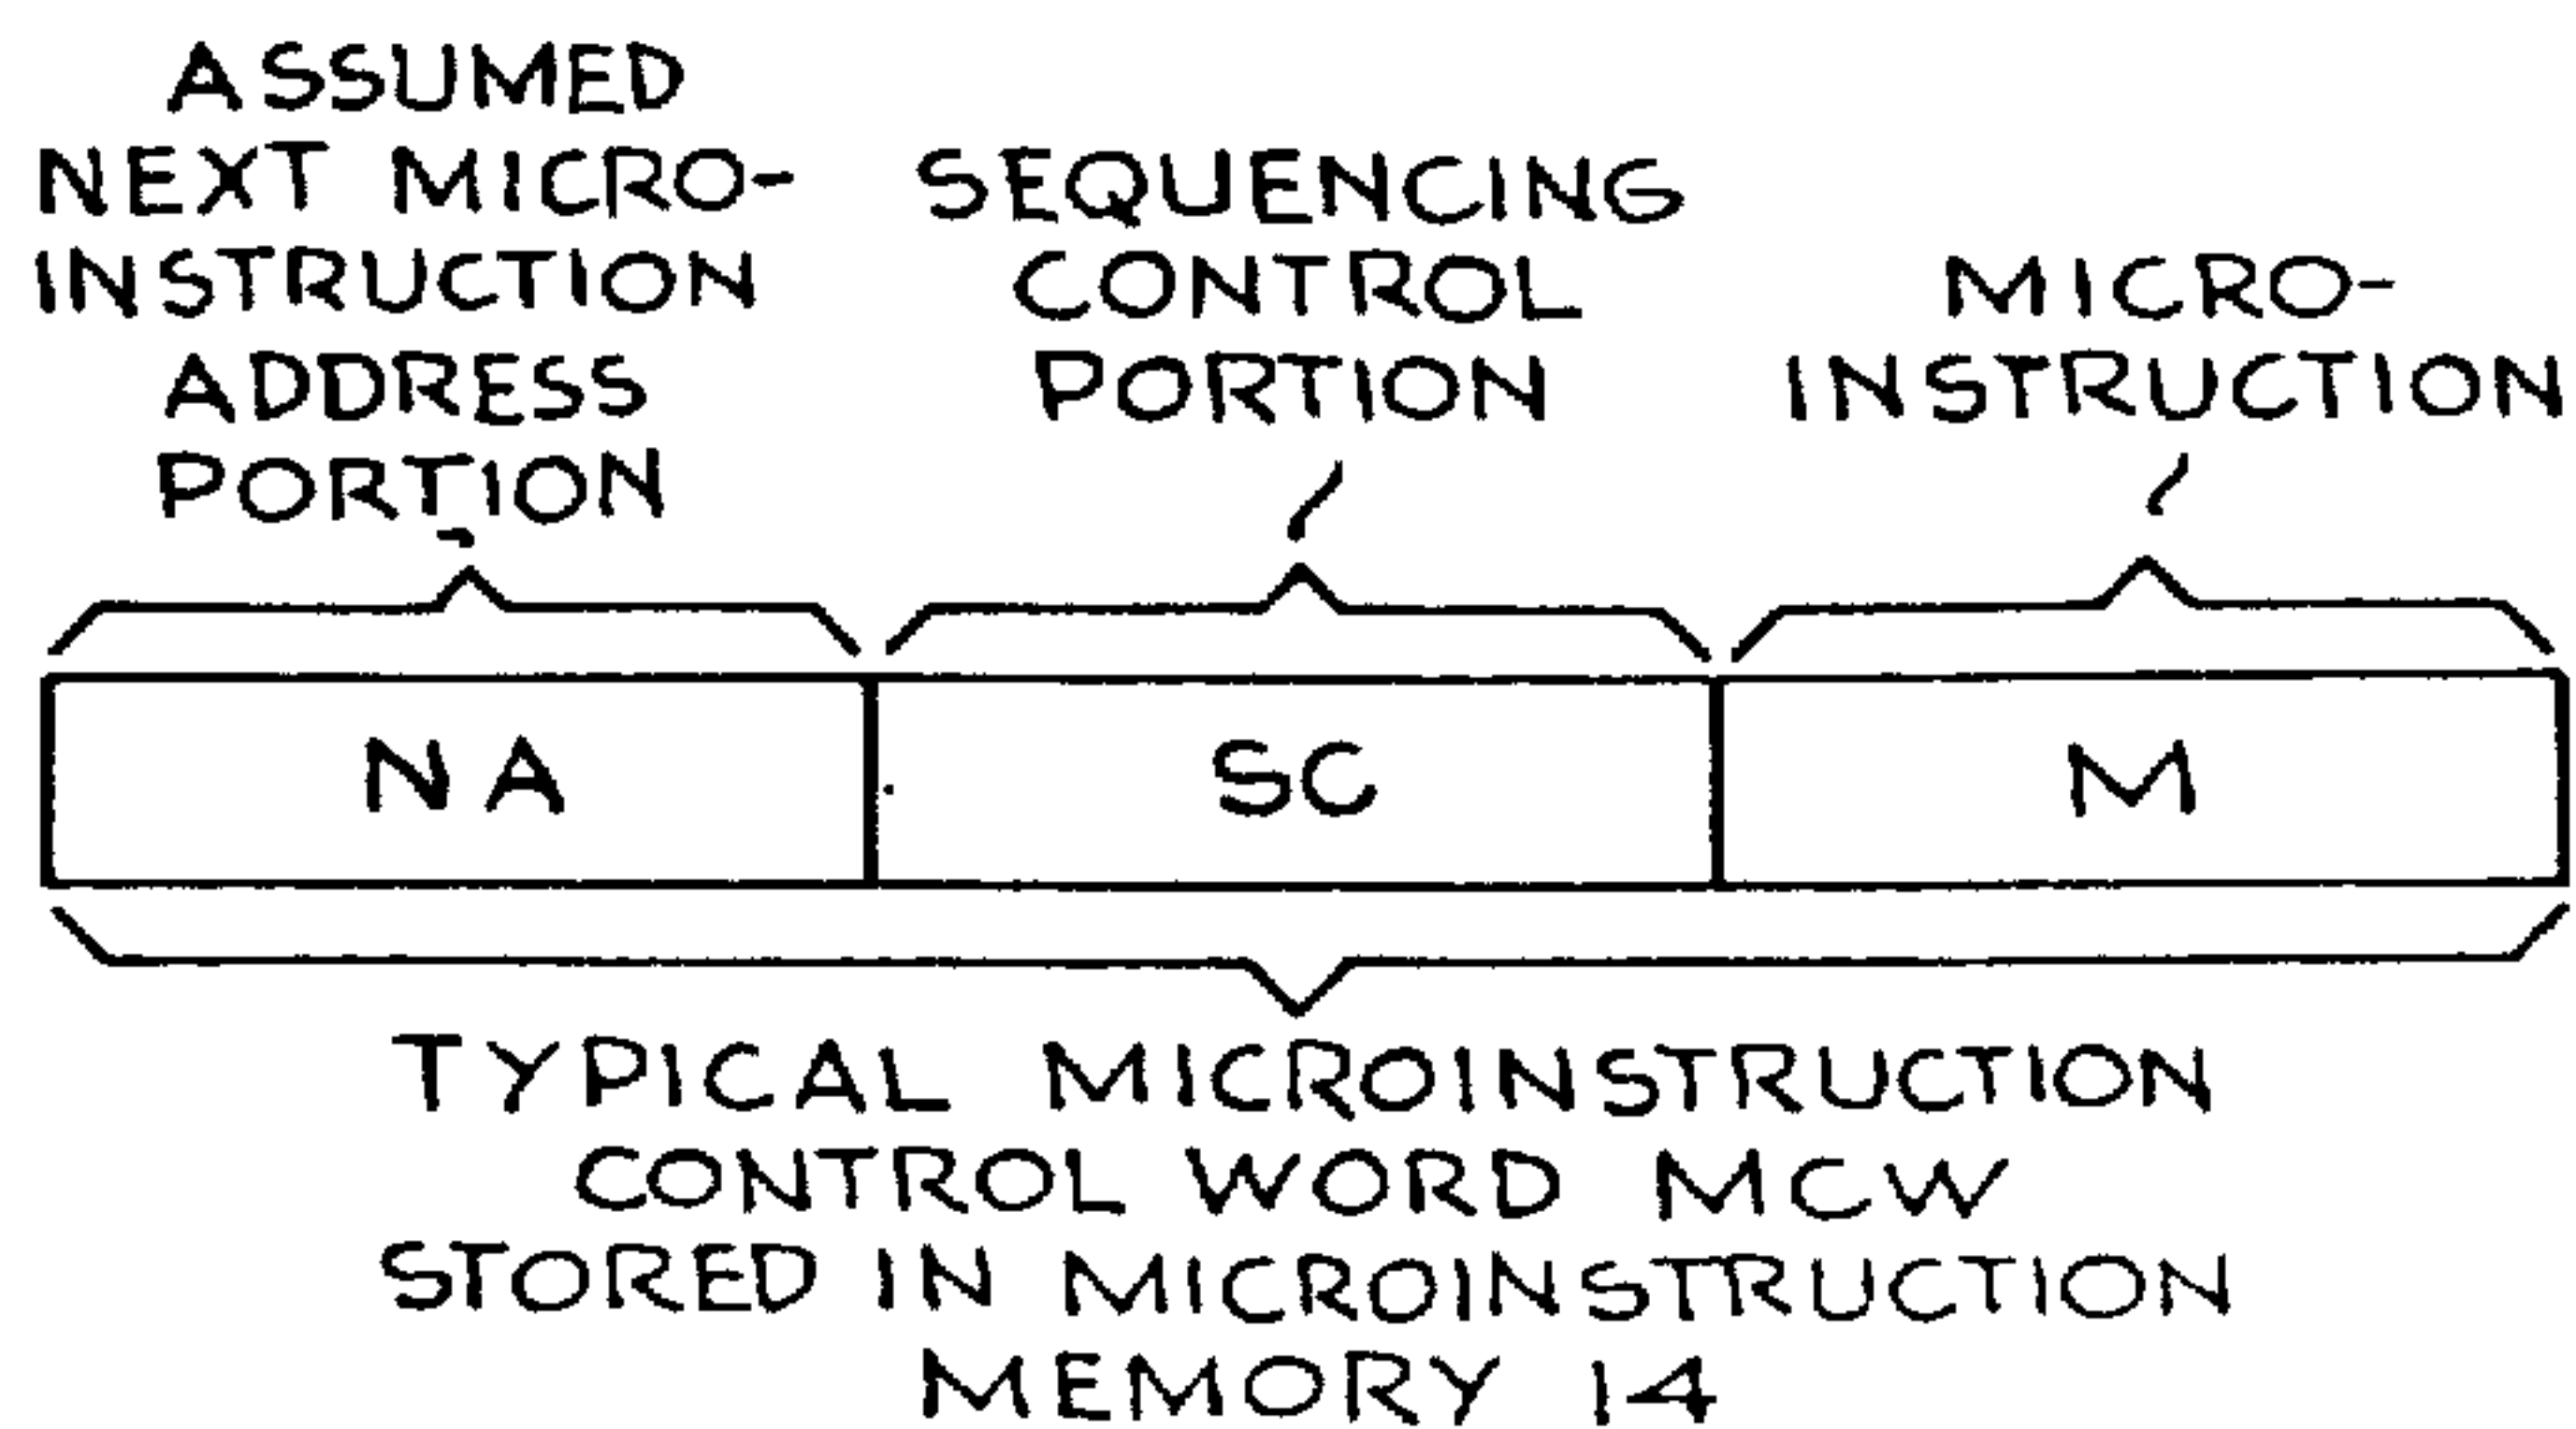 ASSUMED
NEXT MICRO-
INSTRUCTION
ADDRESS
PORTION
SEQUENCING
CONTROL
PORTION
MICRO-
INSTRUCTION
NA
SC
M
TYPICAL MICROINSTRUCTION
CONTROL WORD MCW
STORED IN MICROINSTRUCTION
MEMORY 14